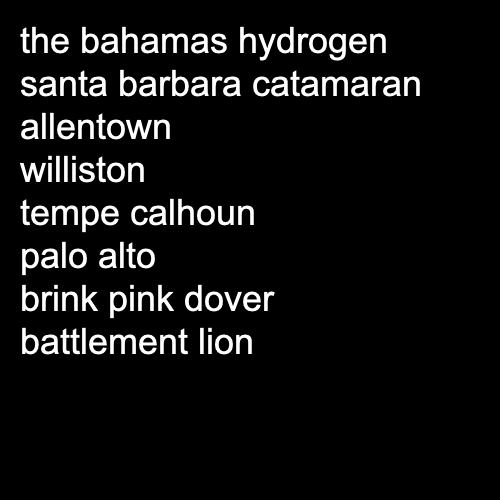 the bahamas hydrogen
santa barbara catamaran
allentown
williston
tempe calhoun
palo alto
brink pink dover
battlement lion